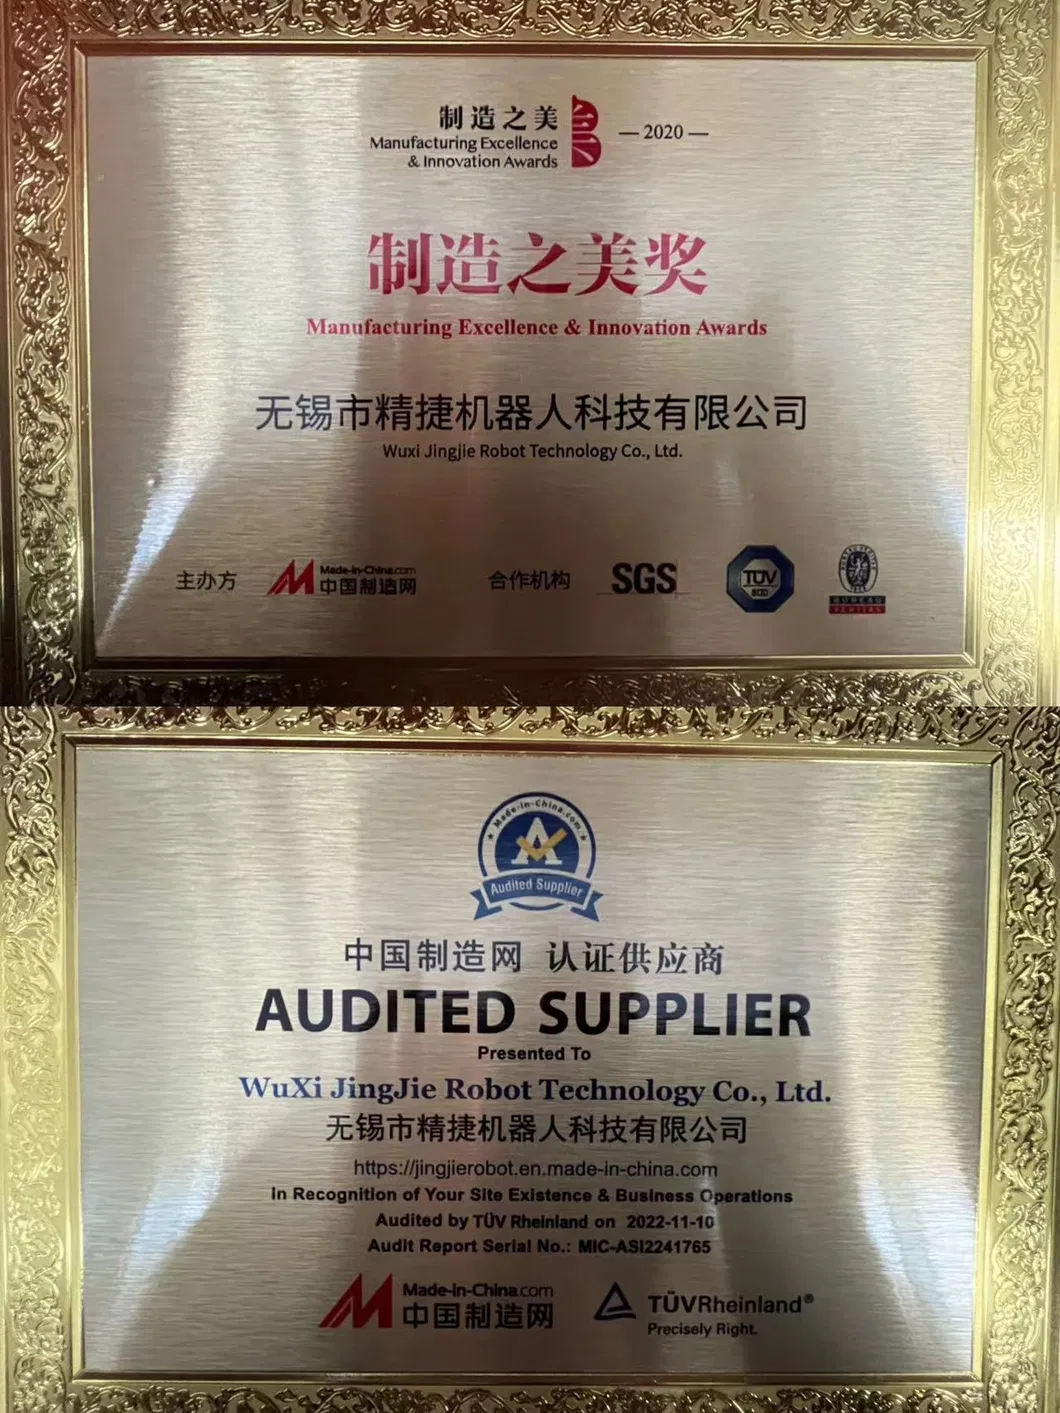 制造之美
Manufacturing Excellence
& Innovation Awards
— 2020 —
制造之美奖
Manufacturing Excellence & Innovation Awards
无锡市精捷机器人科技有限公司
Wuxi Jingjie Robot Technology Co., Ltd.
主办方
Made-in-China.com
中国制造网
合作机构
SGS
TÜV
SÜD
BUREAU
VERITAS
Made-in-China.com
A
Audited Supplier
中国制造网 认证供应商
AUDITED SUPPLIER
Presented To
WuXi JingJie Robot Technology Co., Ltd.
无锡市精捷机器人科技有限公司
https://jingjierobot.en.made-in-china.com
In Recognition of Your Site Existence & Business Operations
Audited by TÜV Rheinland on 2022-11-10
Audit Report Serial No.: MIC-ASI2241765
Made-in-China.com
中国制造网
TÜVRheinland®
Precisely Right.